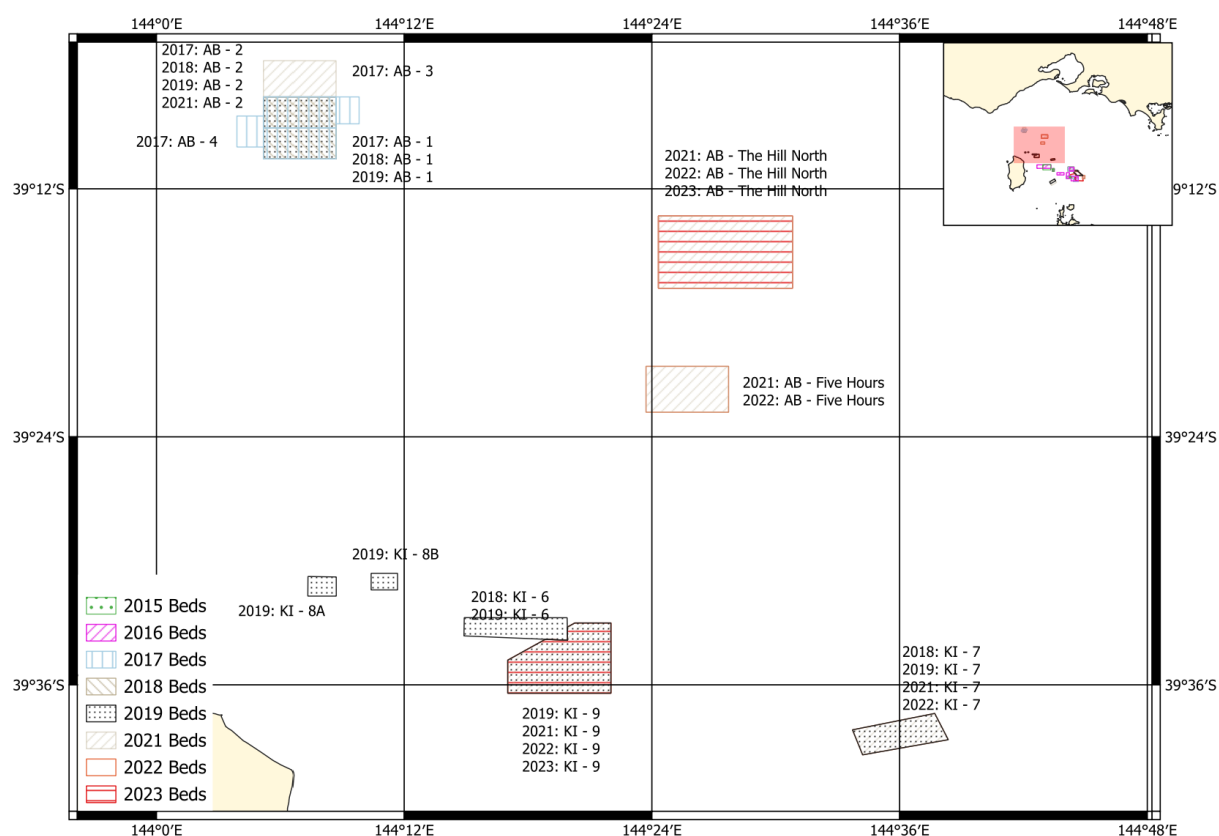 144°0′E
144°12′E
144°24′E
144°36′E
144°48′E
2017: AB - 2
2018: AB - 2
2019: AB - 2
2021: AB - 2
2017: AB - 3
2017: AB - 4
2017: AB - 1
2018: AB - 1
2019: AB - 1
2021: AB - The Hill North
2022: AB - The Hill North
2023: AB - The Hill North
39°12′S
9°12′S
2021: AB - Five Hours
2022: AB - Five Hours
39°24′S
39°24′S
2019: KI - 8B
2019: KI - 8A
2018: KI - 6
2019: KI - 6
2018: KI - 7
2019: KI - 7
2021: KI - 7
2022: KI - 7
39°36′S
39°36′S
2019: KI - 9
2021: KI - 9
2022: KI - 9
2023: KI - 9
2015 Beds
2016 Beds
2017 Beds
2018 Beds
2019 Beds
2021 Beds
2022 Beds
2023 Beds
144°0′E
144°12′E
144°24′E
144°36′E
144°48′E